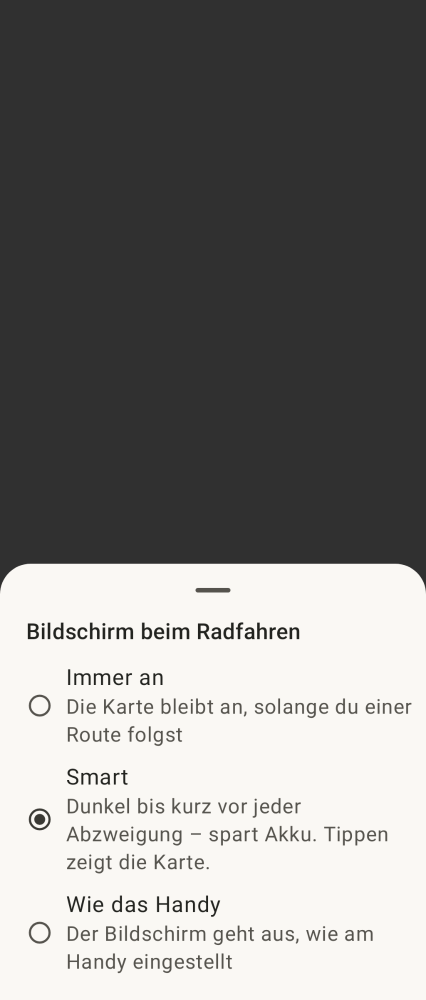 Bildschirm beim Radfahren
Immer an
Die Karte bleibt an, solange du einer
Route folgst
Smart
Dunkel bis kurz vor jeder
Abzweigung – spart Akku. Tippen
zeigt die Karte.
Wie das Handy
Der Bildschirm geht aus, wie am
Handy eingestellt